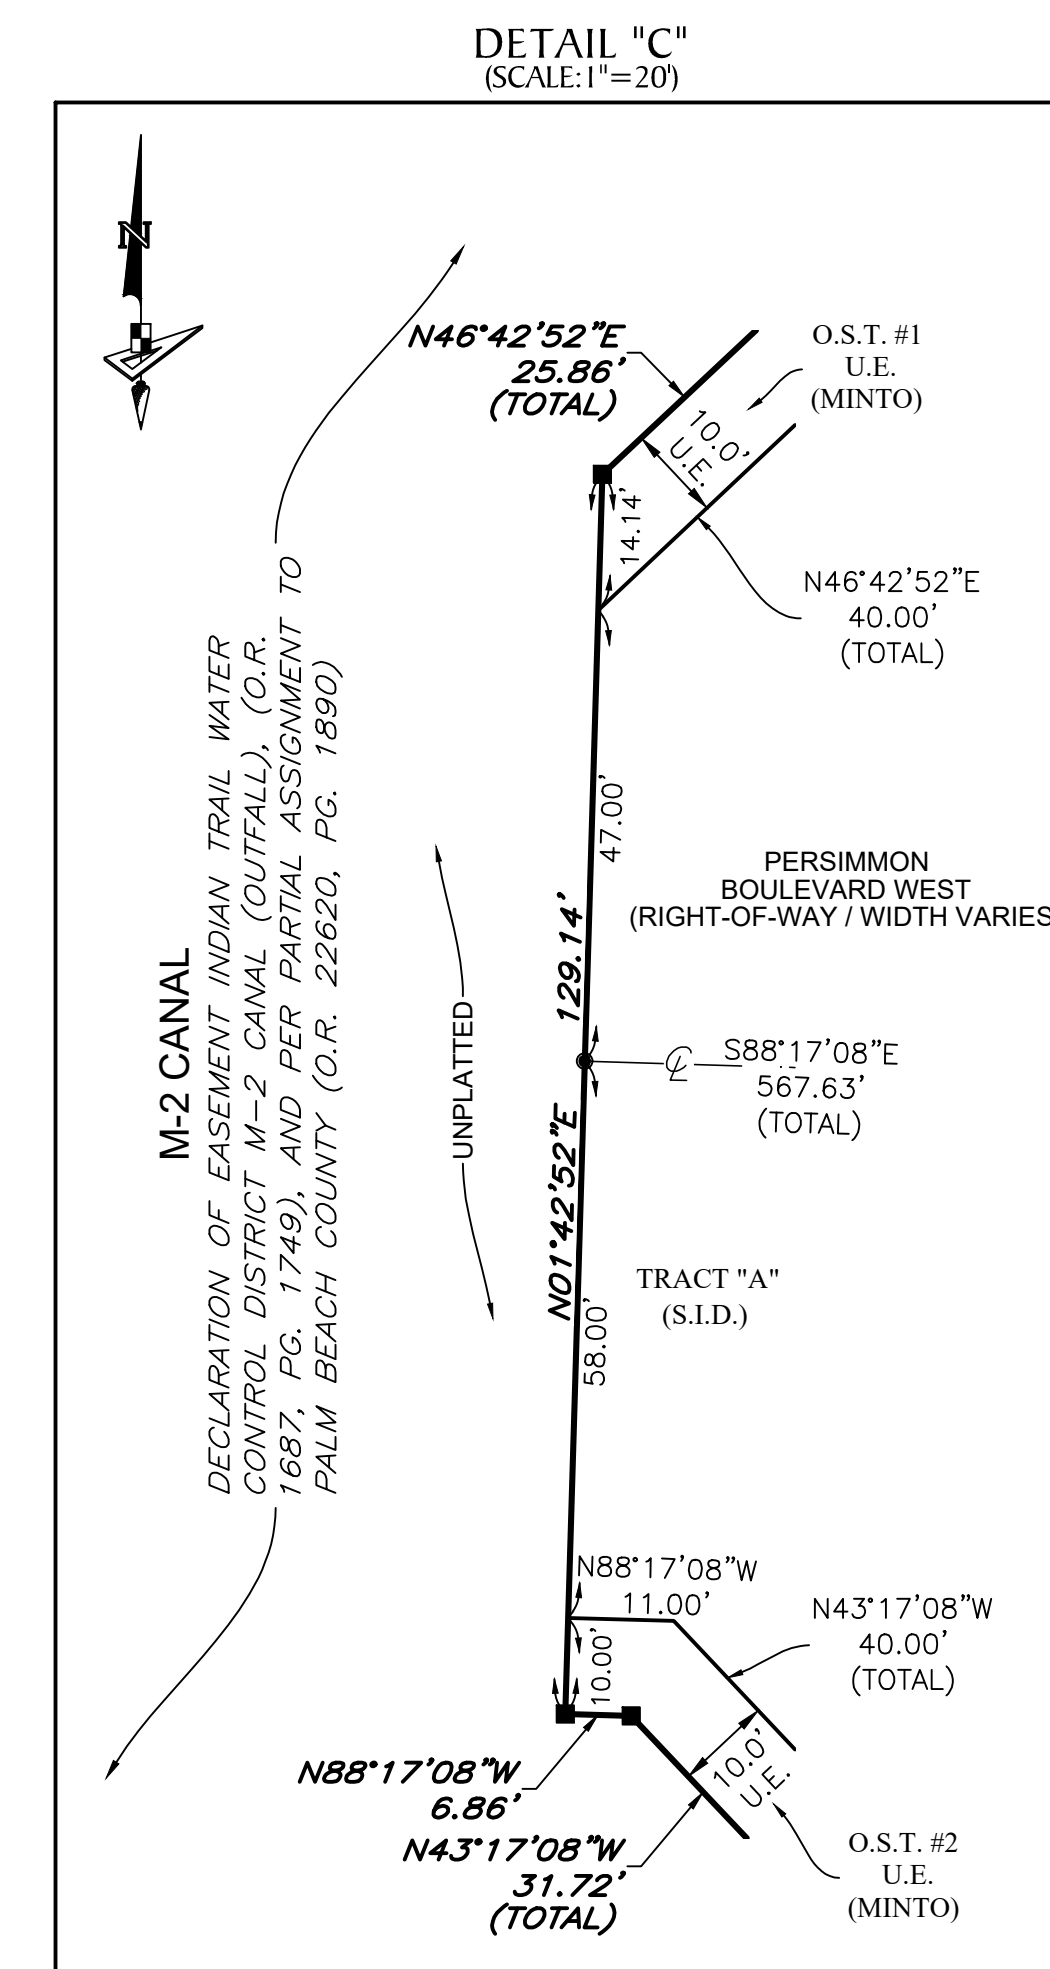 DETAIL "C"
(SCALE:1"=20')
N
N46°42'52"E
25.86'
(TOTAL)
O.S.T. #1
U.E.
(MINTO)
10.0'
U.E.
14.14'
N46°42'52"E
40.00'
(TOTAL)
47.00'
PERSIMMON
BOULEVARD WEST
(RIGHT-OF-WAY / WIDTH VARIES
129.14'
M-2 CANAL
DECLARATION OF EASEMENT INDIAN TRAIL WATER
CONTROL DISTRICT M-2 CANAL (OUTFALL), (O.R.
1687, PG. 1749), AND PER PARTIAL ASSIGNMENT TO
PALM BEACH COUNTY (O.R. 22620, PG. 1890)
UNPLATTED
℄
S88°17'08"E
567.63'
(TOTAL)
N01°42'52"E
TRACT "A"
(S.I.D.)
58.00'
N88°17'08"W
11.00'
N43°17'08"W
40.00'
(TOTAL)
10.00'
N88°17'08"W
6.86'
10.0'
U.E.
N43°17'08"W
31.72'
(TOTAL)
O.S.T. #2
U.E.
(MINTO)